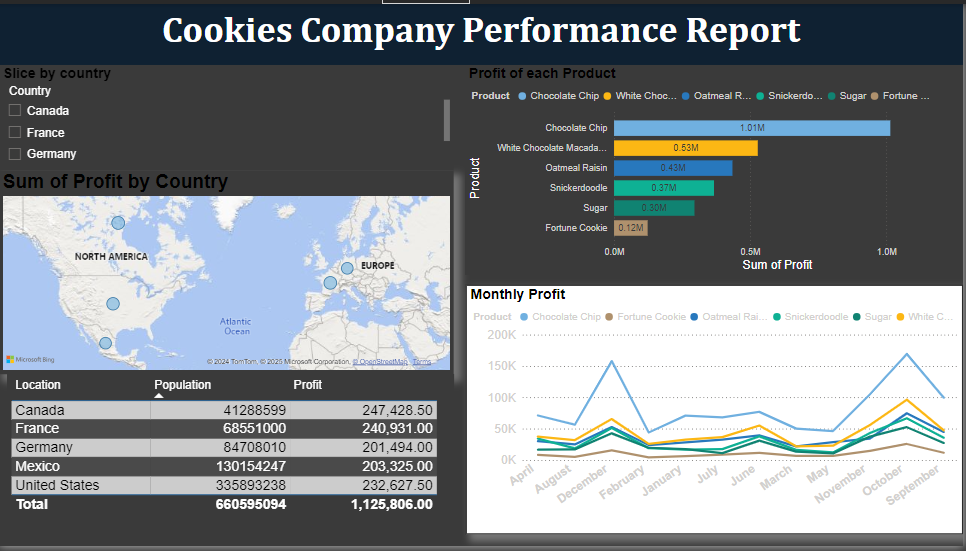 Cookies Company Performance Report
Slice by country
Country
Canada
France
Germany
Sum of Profit by Country
NORTH AMERICA
EUROPE
Atlantic
Ocean
Microsoft Bing
© 2024 TomTom, © 2025 Microsoft Corporation, © OpenStreetMap Terms
Location Population Profit
Canada 41288599 247,428.50
France 68551000 240,931.00
Germany 84708010 201,494.00
Mexico 130154247 203,325.00
United States 335893238 232,627.50
Total 660595094 1,125,806.00
Profit of each Product
Product Chocolate Chip White Choc... Oatmeal R... Snickerdo... Sugar Fortune ...
Product
Chocolate Chip 1.01M
White Chocolate Macada... 0.53M
Oatmeal Raisin 0.43M
Snickerdoodle 0.37M
Sugar 0.30M
Fortune Cookie 0.12M
0.0M 0.5M 1.0M
Sum of Profit
Monthly Profit
Product Chocolate Chip Fortune Cookie Oatmeal Rai... Snickerdoodle Sugar White C...
200K
150K
100K
50K
0K
April August December February January July June March May November October September